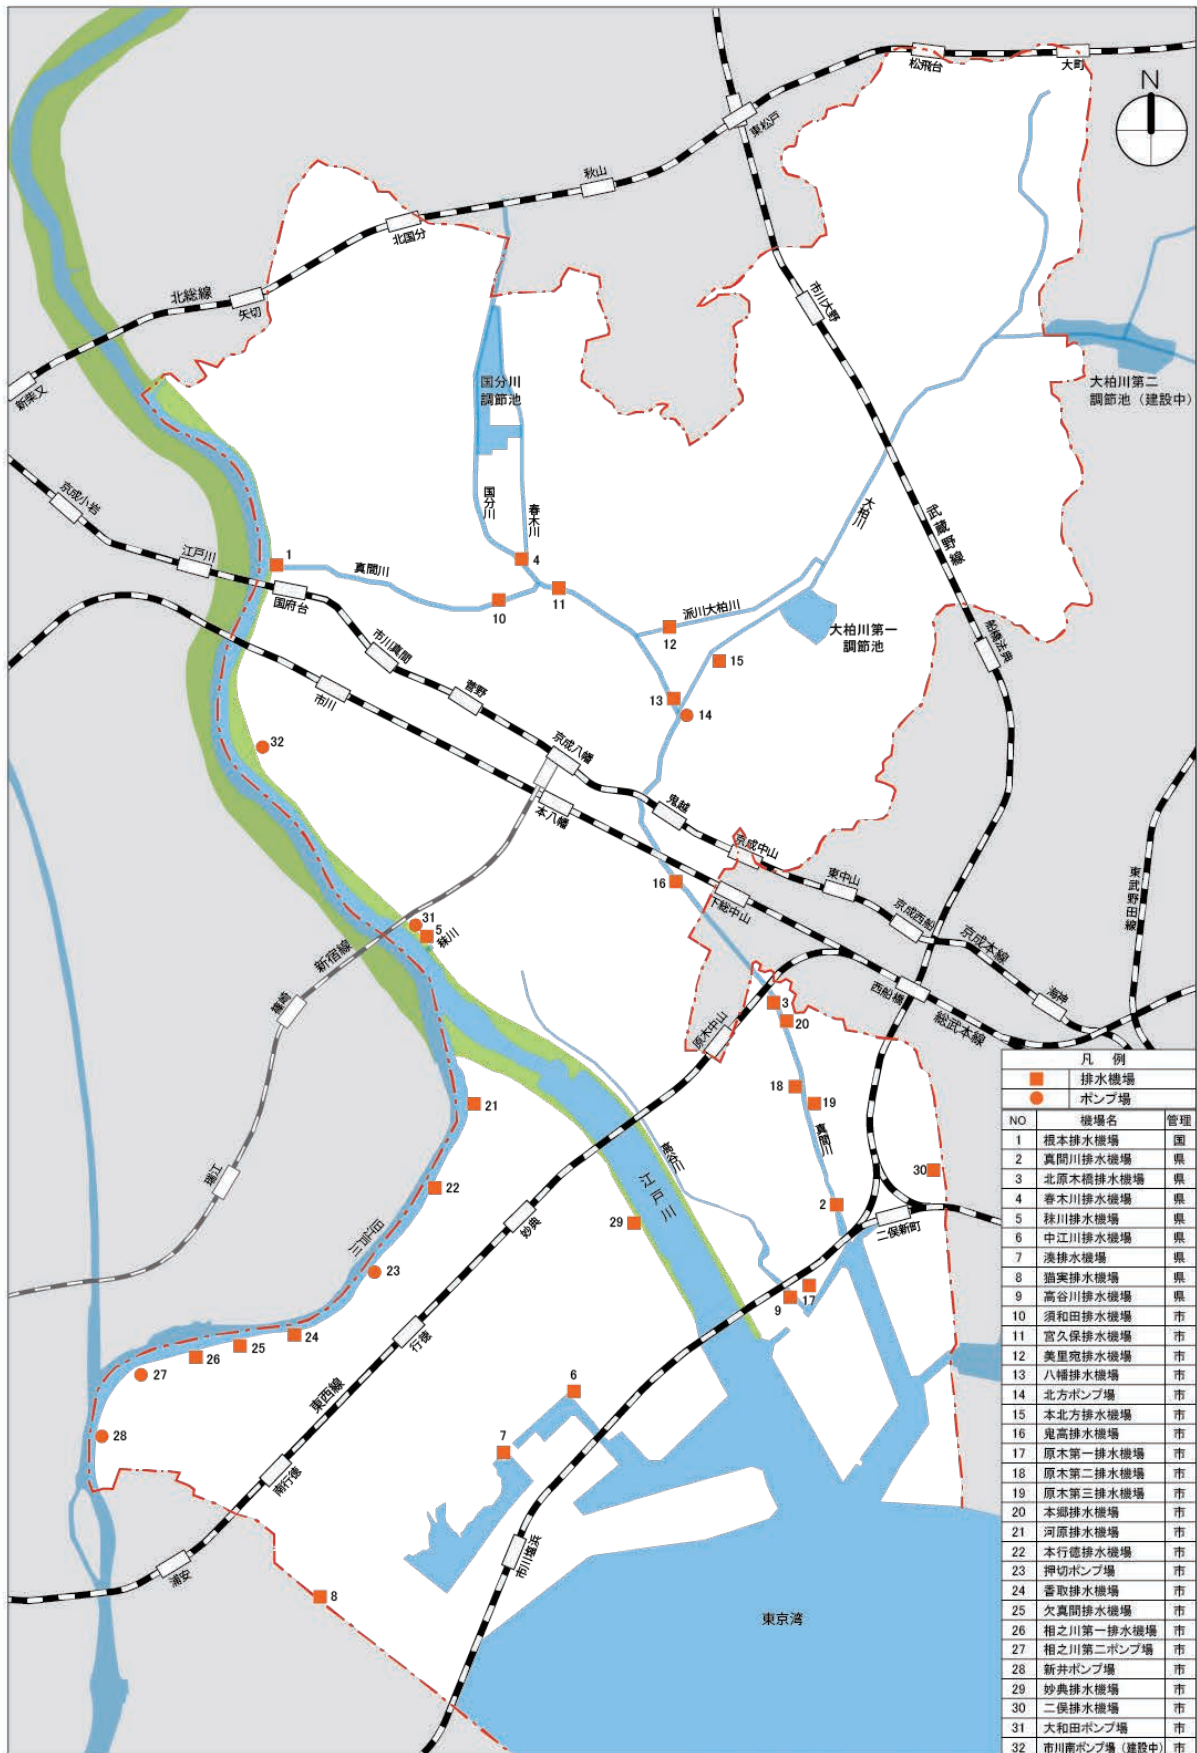 松飛台
大町
N
東松戸
秋山
北国分
北総線
矢切
市川大野
新柴又
国分川
調節池
大柏川第二
調節池（建設中）
京成小岩
国分川
春木川
大柏川
武蔵野線
江戸川
1
真間川
4
国府台
10
11
派川大柏川
12
大柏川第一
調節池
船橋法典
市川真間
15
菅野
市川
13
14
32
京成八幡
本八幡
鬼越
京成中山
東中山
16
下総中山
東武野田線
京成西船
京成本線
31
5
秣川
新宿線
篠崎
西船橋
海神
総武本線
3
20
原木中山
18
19
21
真間川
高谷川
瑞江
22
江戸川
30
2
29
妙典
二俣新町
旧江戸川
23
9
17
24
25
26
行徳
27
東西線
6
28
7
南行徳
市川塩浜
浦安
8
東京湾
凡 例
排水機場
ポンプ場
NO 機場名 管理
1 根本排水機場 国
2 真間川排水機場 県
3 北原木橋排水機場 県
4 春木川排水機場 県
5 秣川排水機場 県
6 中江川排水機場 県
7 湊排水機場 県
8 猫実排水機場 県
9 高谷川排水機場 県
10 須和田排水機場 市
11 宮久保排水機場 市
12 美里苑排水機場 市
13 八幡排水機場 市
14 北方ポンプ場 市
15 本北方排水機場 市
16 鬼高排水機場 市
17 原木第一排水機場 市
18 原木第二排水機場 市
19 原木第三排水機場 市
20 本郷排水機場 市
21 河原排水機場 市
22 本行徳排水機場 市
23 押切ポンプ場 市
24 香取排水機場 市
25 欠真間排水機場 市
26 相之川第一排水機場 市
27 相之川第二ポンプ場 市
28 新井ポンプ場 市
29 妙典排水機場 市
30 二俣排水機場 市
31 大和田ポンプ場 市
32 市川南ポンプ場（建設中） 市